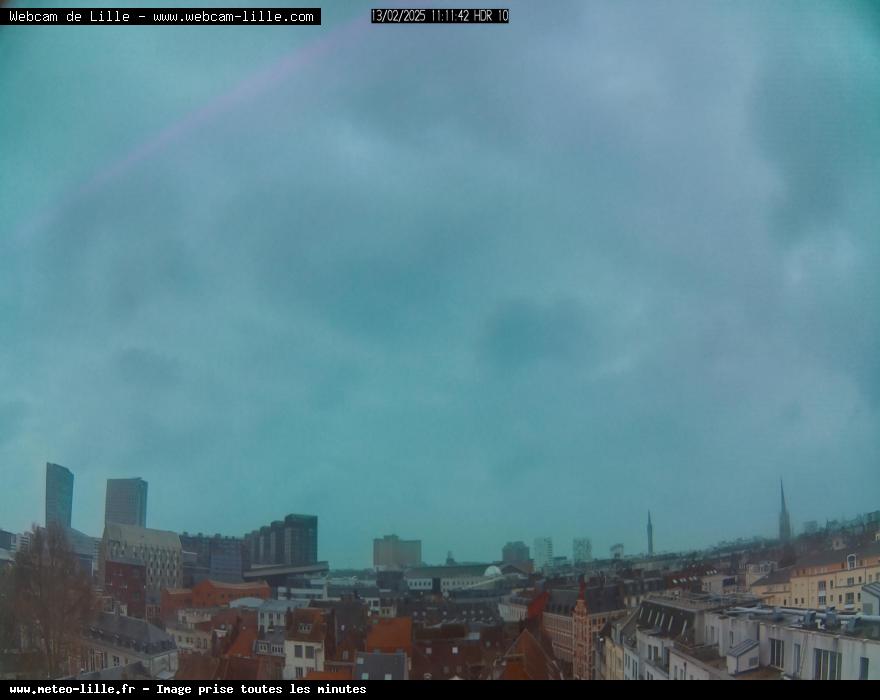 Webcam de Lille - www.webcam-lille.com
13/02/2025 11:11:42 HDR 10
www.meteo-lille.fr - Image prise toutes les minutes